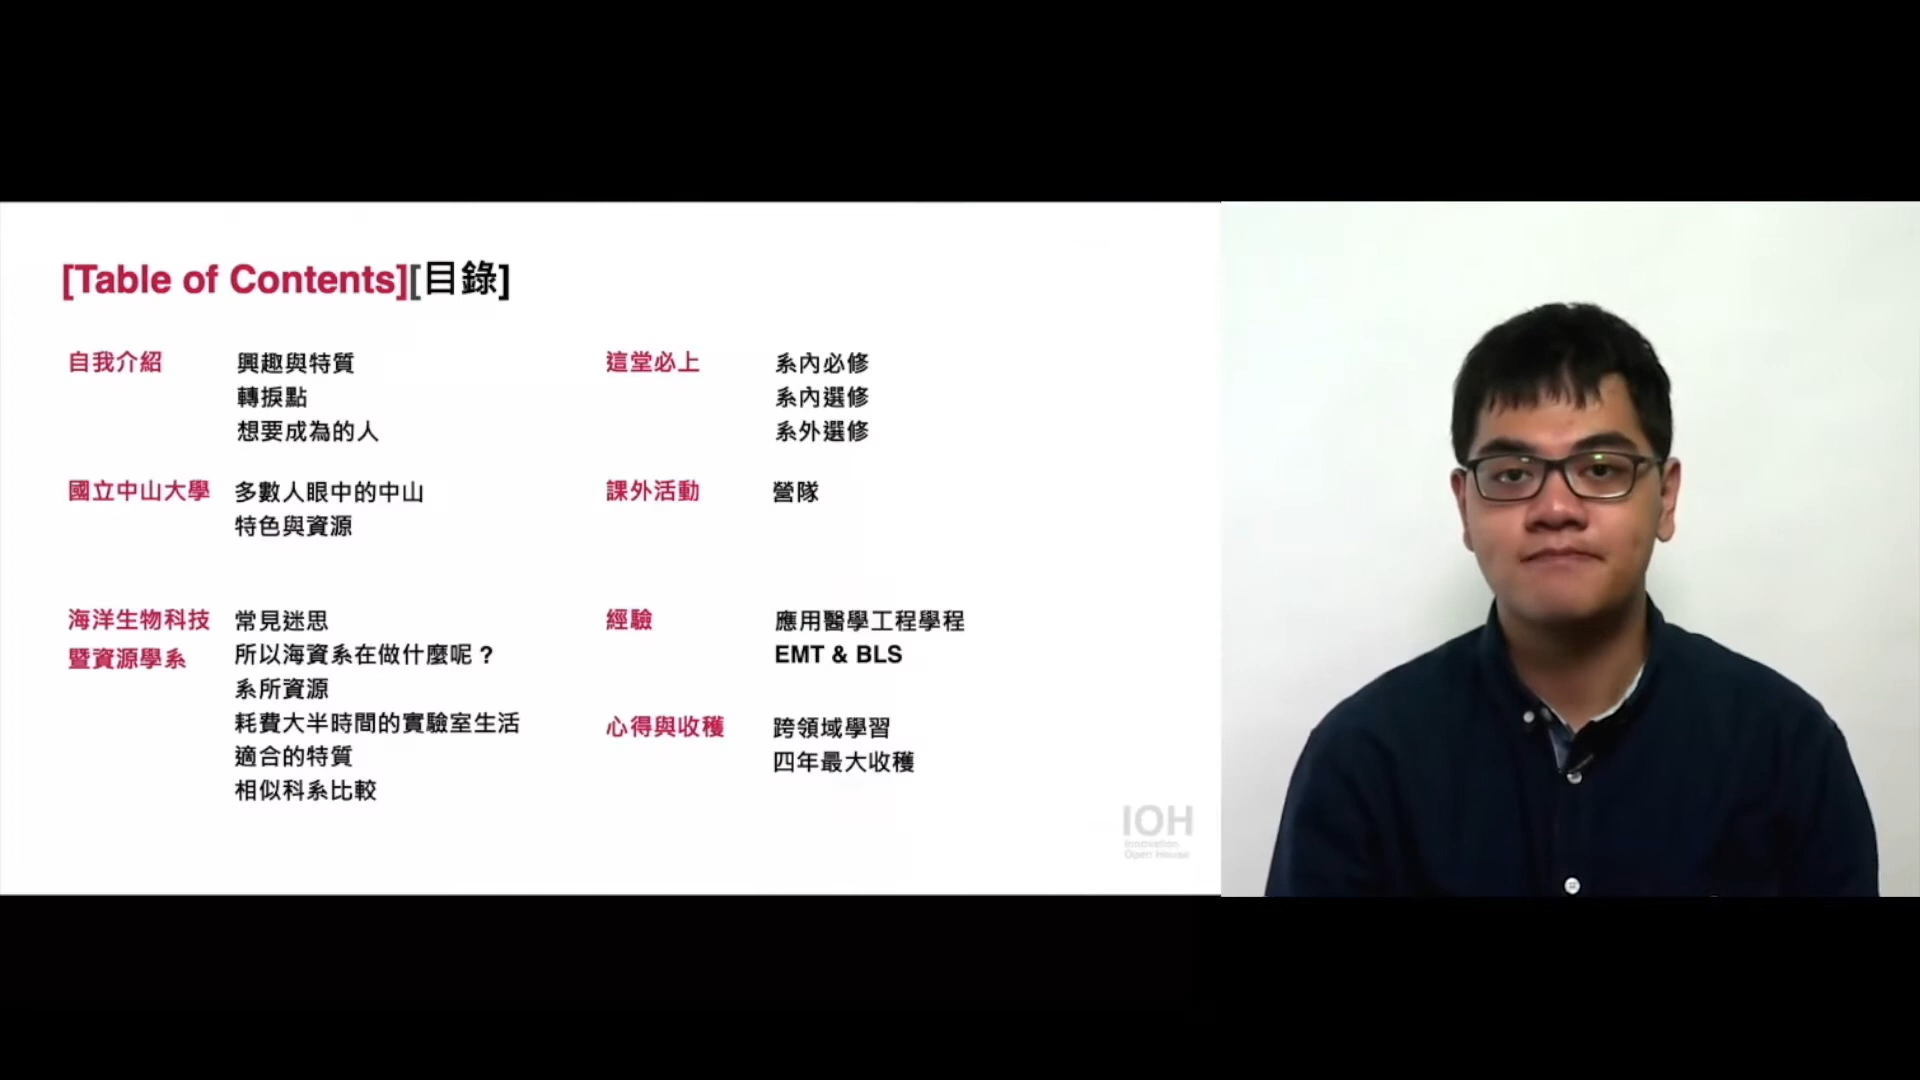 [Table of Contents][目錄]
自我介紹
興趣與特質
轉捩點
想要成為的人
國立中山大學
多數人眼中的中山
特色與資源
海洋生物科技
暨資源學系
常見迷思
所以海資系在做什麼呢？
系所資源
耗費大半時間的實驗室生活
適合的特質
相似科系比較
這堂必上
系內必修
系內選修
系外選修
課外活動
營隊
經驗
應用醫學工程學程
EMT & BLS
心得與收穫
跨領域學習
四年最大收穫
IOH
Innovation
Open House